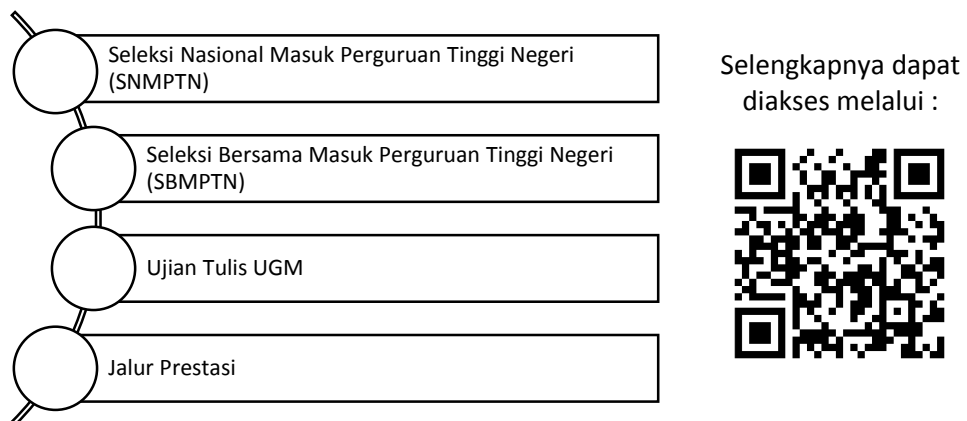 Seleksi Nasional Masuk Perguruan Tinggi Negeri
(SNMPTN)
Seleksi Bersama Masuk Perguruan Tinggi Negeri
(SBMPTN)
Ujian Tulis UGM
Jalur Prestasi
Selengkapnya dapat
diakses melalui :